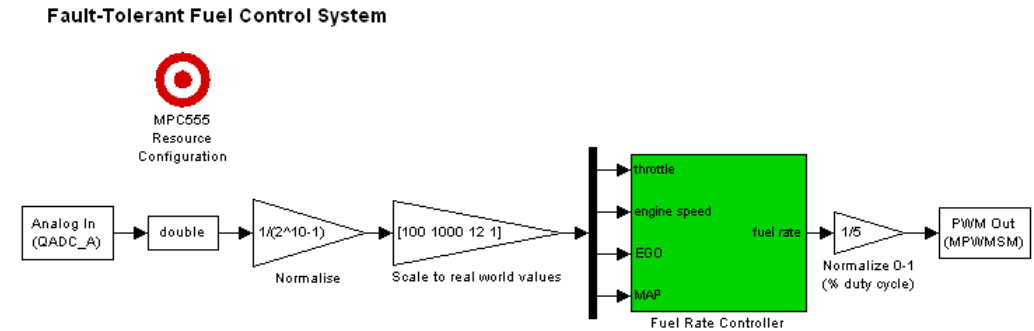 Fault-Tolerant Fuel Control System
MPC555
Resource
Configuration
Analog In
(QADC_A)
double
1/(2^10-1)
Normalise
[100 1000 12 1]
Scale to real world values
throttle
engine speed
EGO
MAP
fuel rate
Fuel Rate Controller
1/5
Normalize 0-1
(% duty cycle)
PWM Out
(MPWMSM)